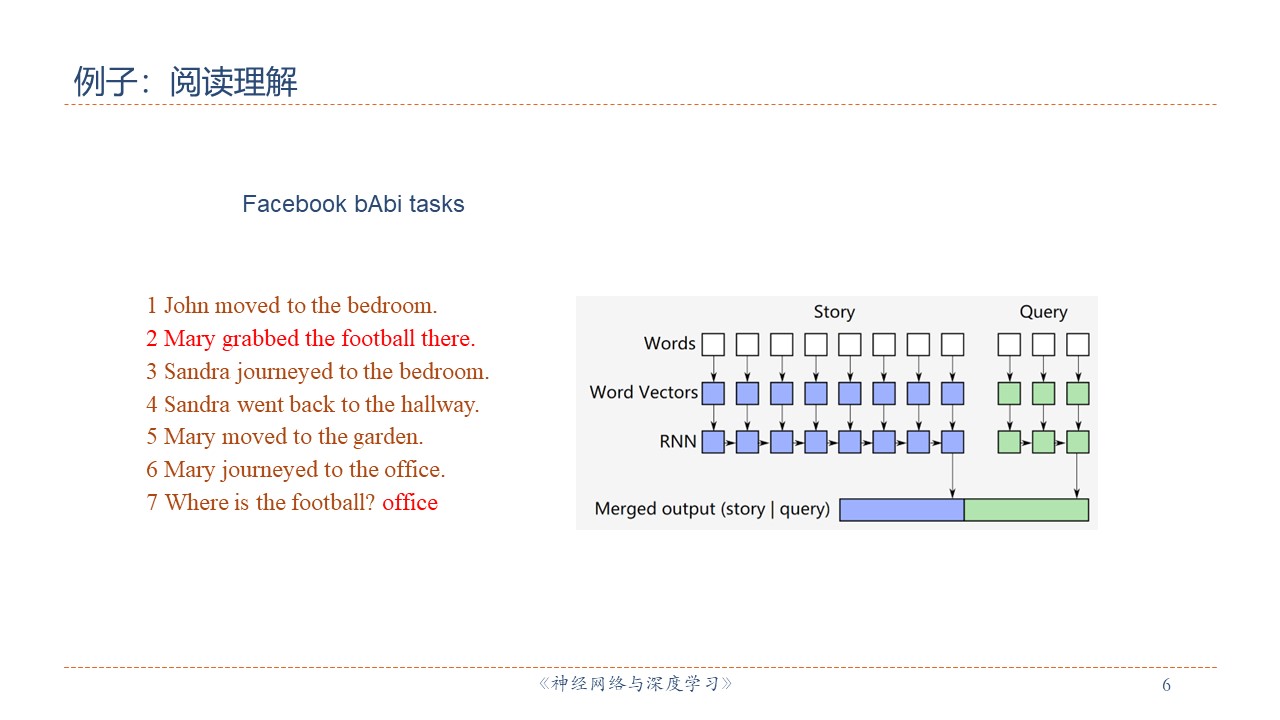 例子：阅读理解
Facebook bAbi tasks
1 John moved to the bedroom.
2 Mary grabbed the football there.
3 Sandra journeyed to the bedroom.
4 Sandra went back to the hallway.
5 Mary moved to the garden.
6 Mary journeyed to the office.
7 Where is the football? office
Story
Query
Words
Word Vectors
RNN
Merged output (story | query)
《神经网络与深度学习》
6